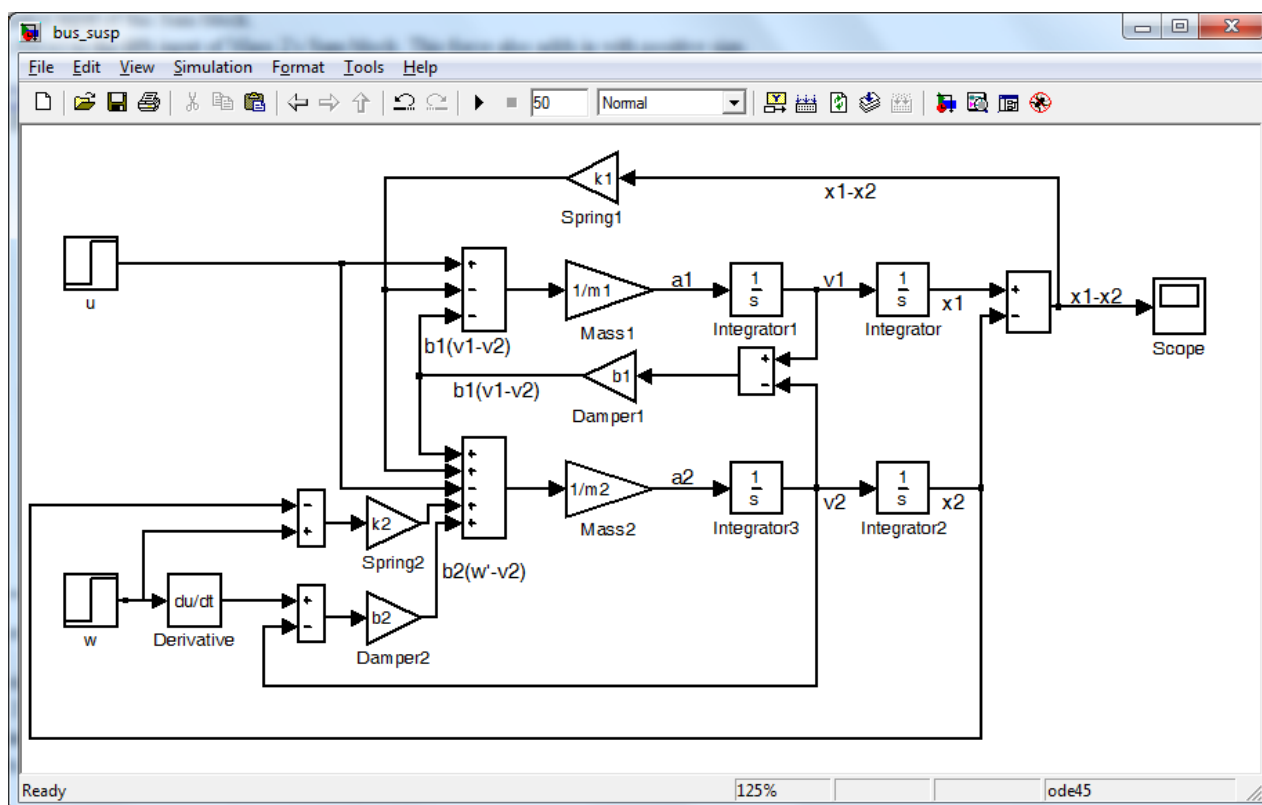 bus_susp
File Edit View Simulation Format Tools Help
50 Normal
k1
Spring1
x1-x2
u
+
-
-
1/m1
Mass1
a1
1
s
Integrator1
v1
1
s
Integrator
x1
+
-
x1-x2
Scope
b1(v1-v2)
b1(v1-v2)
b1
Damper1
+
-
+
+
-
+
+
1/m2
Mass2
a2
1
s
Integrator3
v2
1
s
Integrator2
x2
-
+
k2
Spring2
b2(w'-v2)
w
du/dt
Derivative
+
-
b2
Damper2
Ready 125% ode45